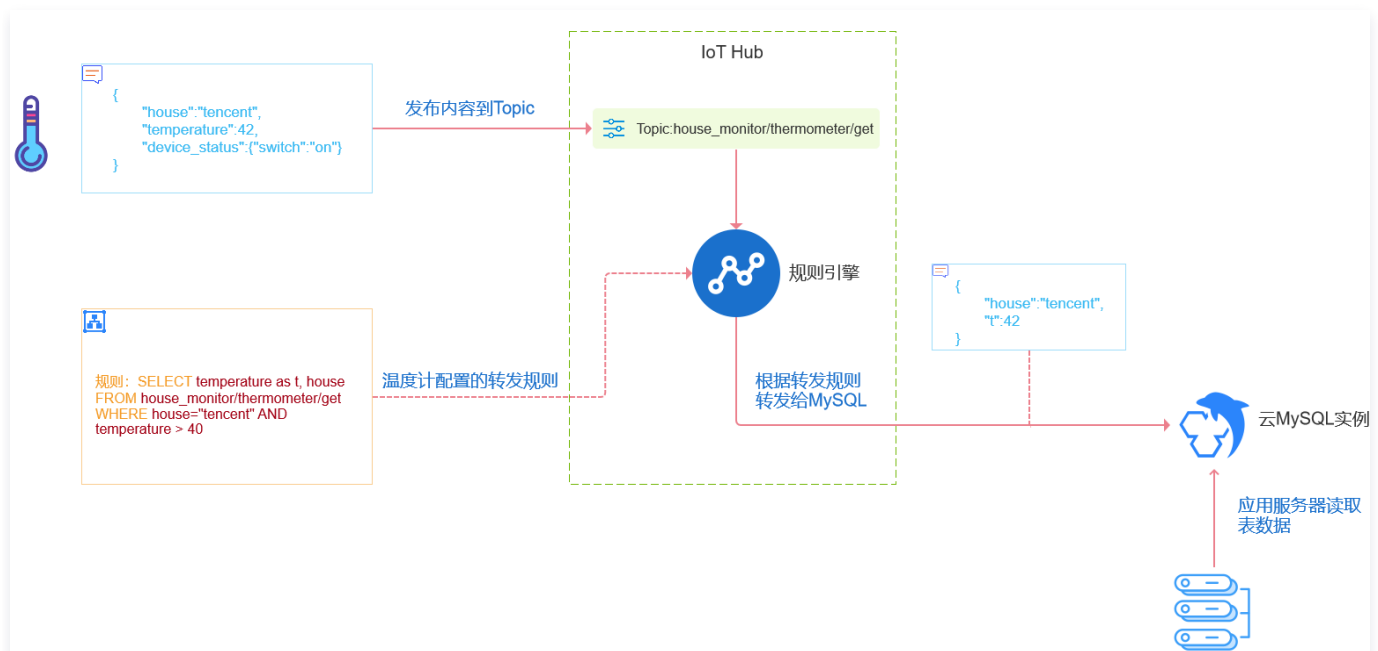 IoT Hub
{
"house":"tencent",
"temperature":42,
"device_status":{"switch":"on"}
}
发布内容到Topic
Topic:house_monitor/thermometer/get
规则引擎
{
"house":"tencent",
"t":42
}
规则：SELECT temperature as t, house
FROM house_monitor/thermometer/get
WHERE house="tencent" AND
temperature > 40
温度计配置的转发规则
根据转发规则
转发给MySQL
云MySQL实例
应用服务器读取
表数据